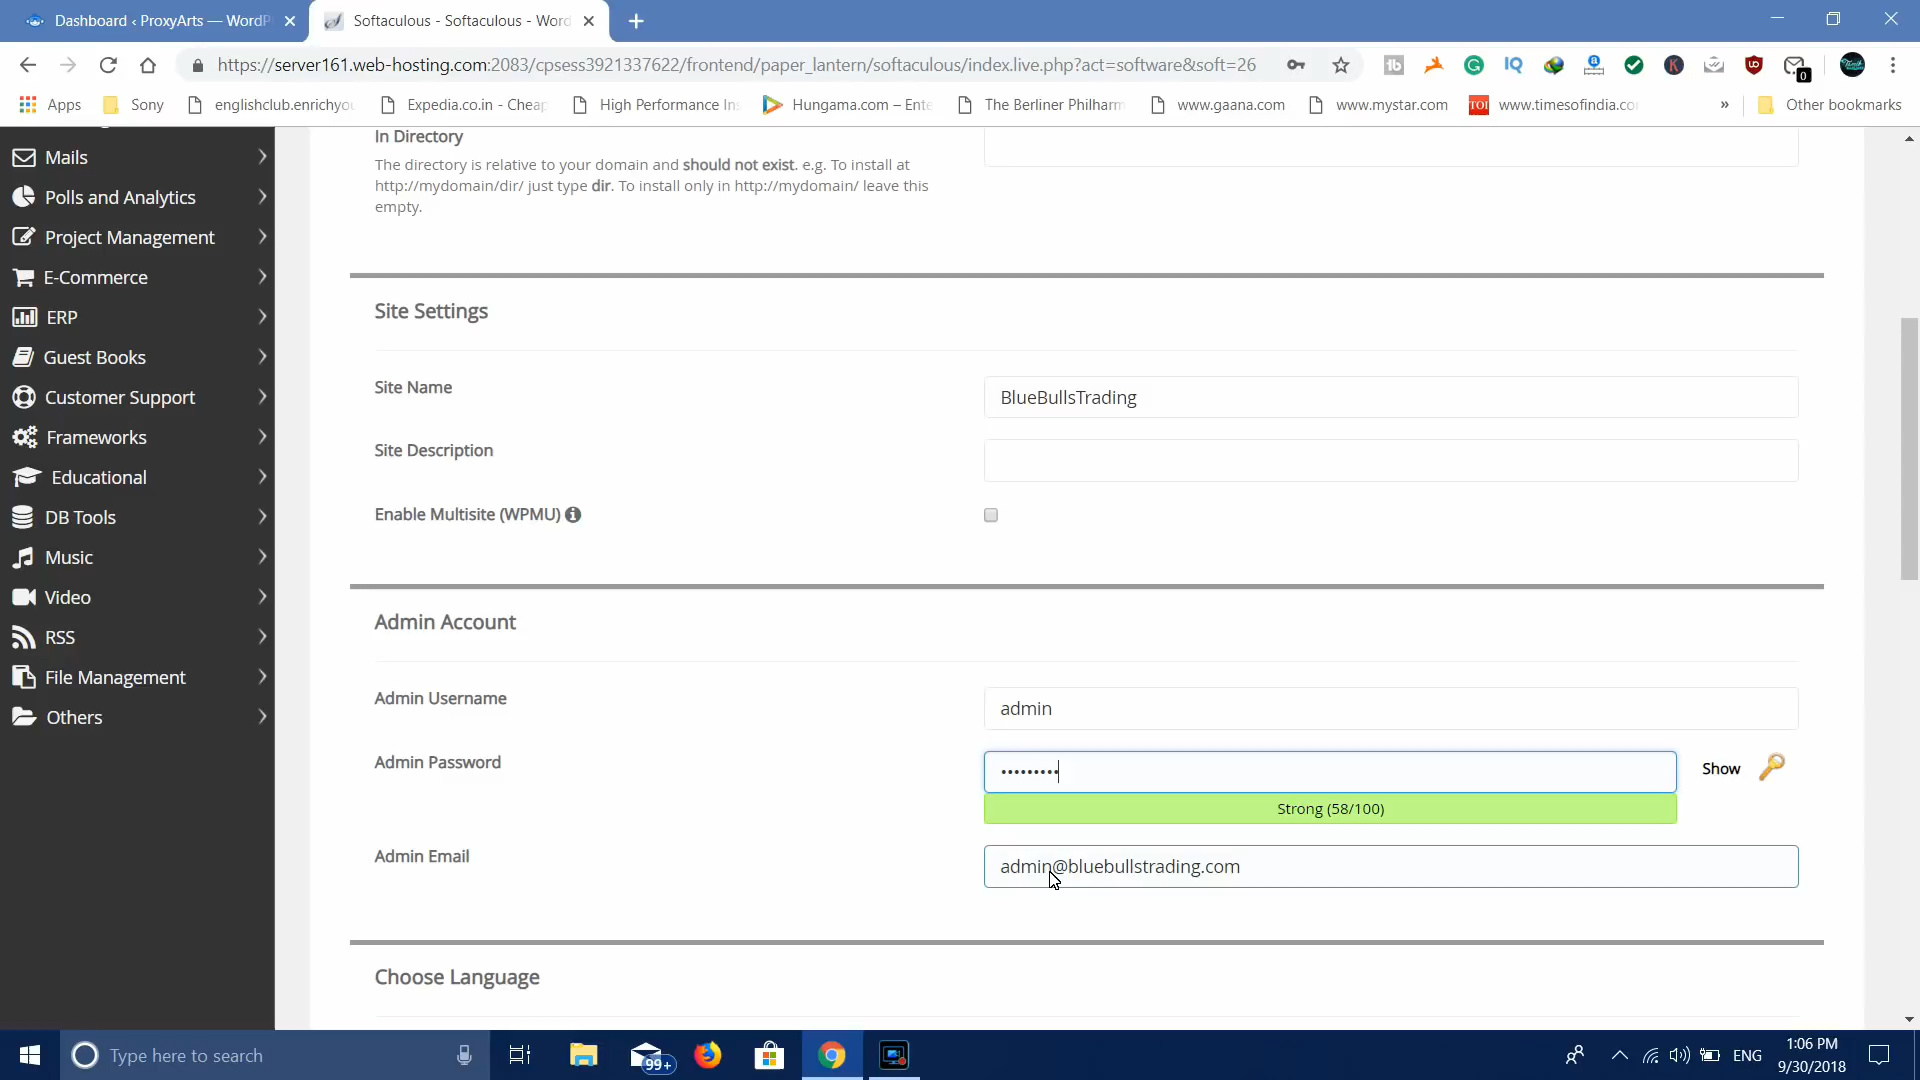 Dashboard ‹ ProxyArts — WordP
Softaculous - Softaculous - Word
https://server161.web-hosting.com:2083/cpsess3921337622/frontend/paper_lantern/softaculous/index.live.php?act=software&soft=26
0
Apps
Sony
englishclub.enrichyou
Expedia.co.in - Cheap
High Performance In
Hungama.com – Ente
The Berliner Philharm
www.gaana.com
www.mystar.com
www.timesofindia.co
»
Other bookmarks
Mails
Polls and Analytics
Project Management
E-Commerce
ERP
Guest Books
Customer Support
Frameworks
Educational
DB Tools
Music
Video
RSS
File Management
Others
In Directory
The directory is relative to your domain and should not exist. e.g. To install at
http://mydomain/dir/ just type dir. To install only in http://mydomain/ leave this
empty.
Site Settings
Site Name
BlueBullsTrading
Site Description
Enable Multisite (WPMU)
Admin Account
Admin Username
admin
Admin Password
•••••••••
Show
Strong (58/100)
Admin Email
admin@bluebullstrading.com
Choose Language
Type here to search
99+
ENG
1:06 PM
9/30/2018